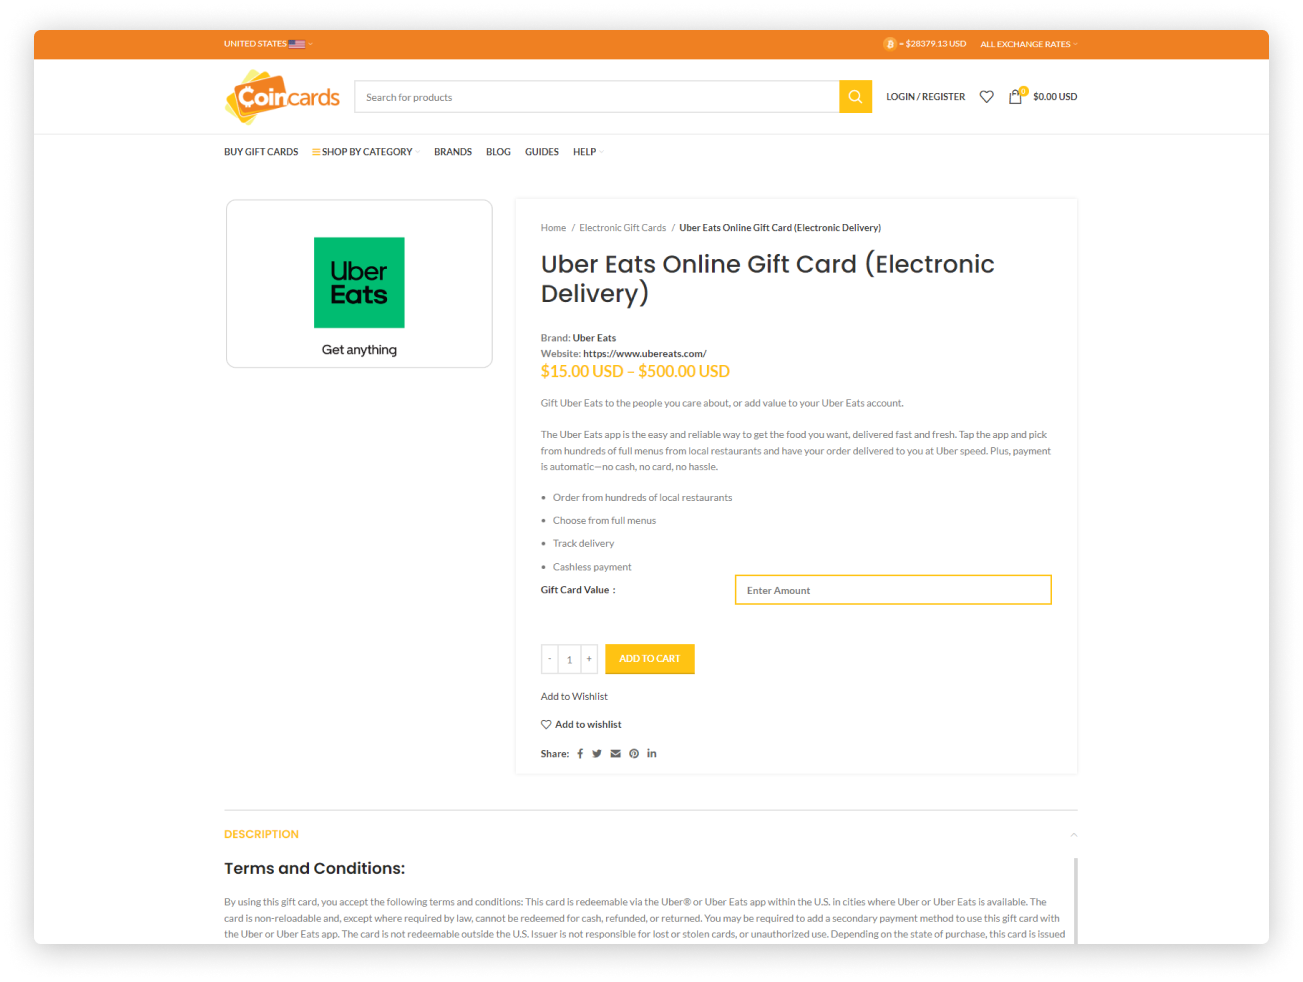 UNITED STATES
= $28379.13 USD
ALL EXCHANGE RATES
Coincards
Search for products
LOGIN / REGISTER
0
$0.00 USD
BUY GIFT CARDS
SHOP BY CATEGORY
BRANDS
BLOG
GUIDES
HELP
Uber
Eats
Get anything
Home / Electronic Gift Cards / Uber Eats Online Gift Card (Electronic Delivery)
Uber Eats Online Gift Card (Electronic
Delivery)
Brand: Uber Eats
Website: https://www.ubereats.com/
$15.00 USD – $500.00 USD
Gift Uber Eats to the people you care about, or add value to your Uber Eats account.
The Uber Eats app is the easy and reliable way to get the food you want, delivered fast and fresh. Tap the app and pick
from hundreds of full menus from local restaurants and have your order delivered to you at Uber speed. Plus, payment
is automatic—no cash, no card, no hassle.
• Order from hundreds of local restaurants
• Choose from full menus
• Track delivery
• Cashless payment
Gift Card Value :
Enter Amount
- 1 +
ADD TO CART
Add to Wishlist
Add to wishlist
Share:
DESCRIPTION
Terms and Conditions:
By using this gift card, you accept the following terms and conditions: This card is redeemable via the Uber® or Uber Eats app within the U.S. in cities where Uber or Uber Eats is available. The
card is non-reloadable and, except where required by law, cannot be redeemed for cash, refunded, or returned. You may be required to add a secondary payment method to use this gift card with
the Uber or Uber Eats app. The card is not redeemable outside the U.S. Issuer is not responsible for lost or stolen cards, or unauthorized use. Depending on the state of purchase, this card is issued